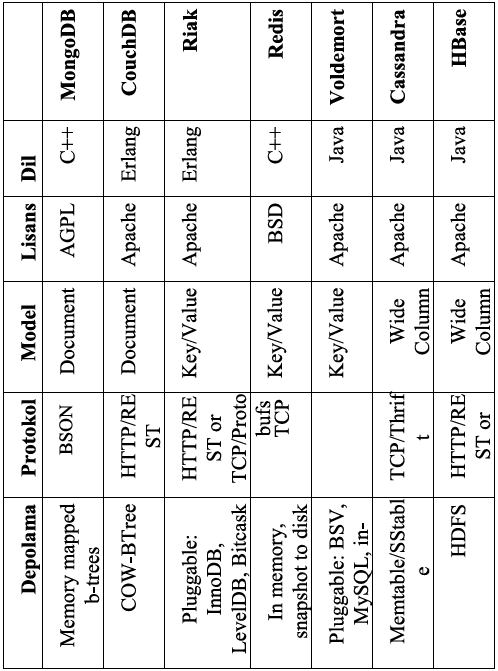 Depolama
Protokol
Model
Lisans
Dil
Memory mapped
b-trees
BSON
Document
AGPL
C++
MongoDB
COW-BTree
HTTP/RE
ST
Document
Apache
Erlang
CouchDB
Pluggable:
InnoDB,
LevelDB, Bitcask
HTTP/RE
ST or
TCP/Proto
Key/Value
Apache
Erlang
Riak
In memory,
snapshot to disk
bufs
TCP
Key/Value
BSD
C++
Redis
Pluggable: BSV,
MySQL, in-
Key/Value
Apache
Java
Voldemort
Memtable/SStabl
e
TCP/Thrif
t
Wide
Column
Apache
Java
Cassandra
HDFS
HTTP/RE
ST or
Wide
Column
Apache
Java
HBase